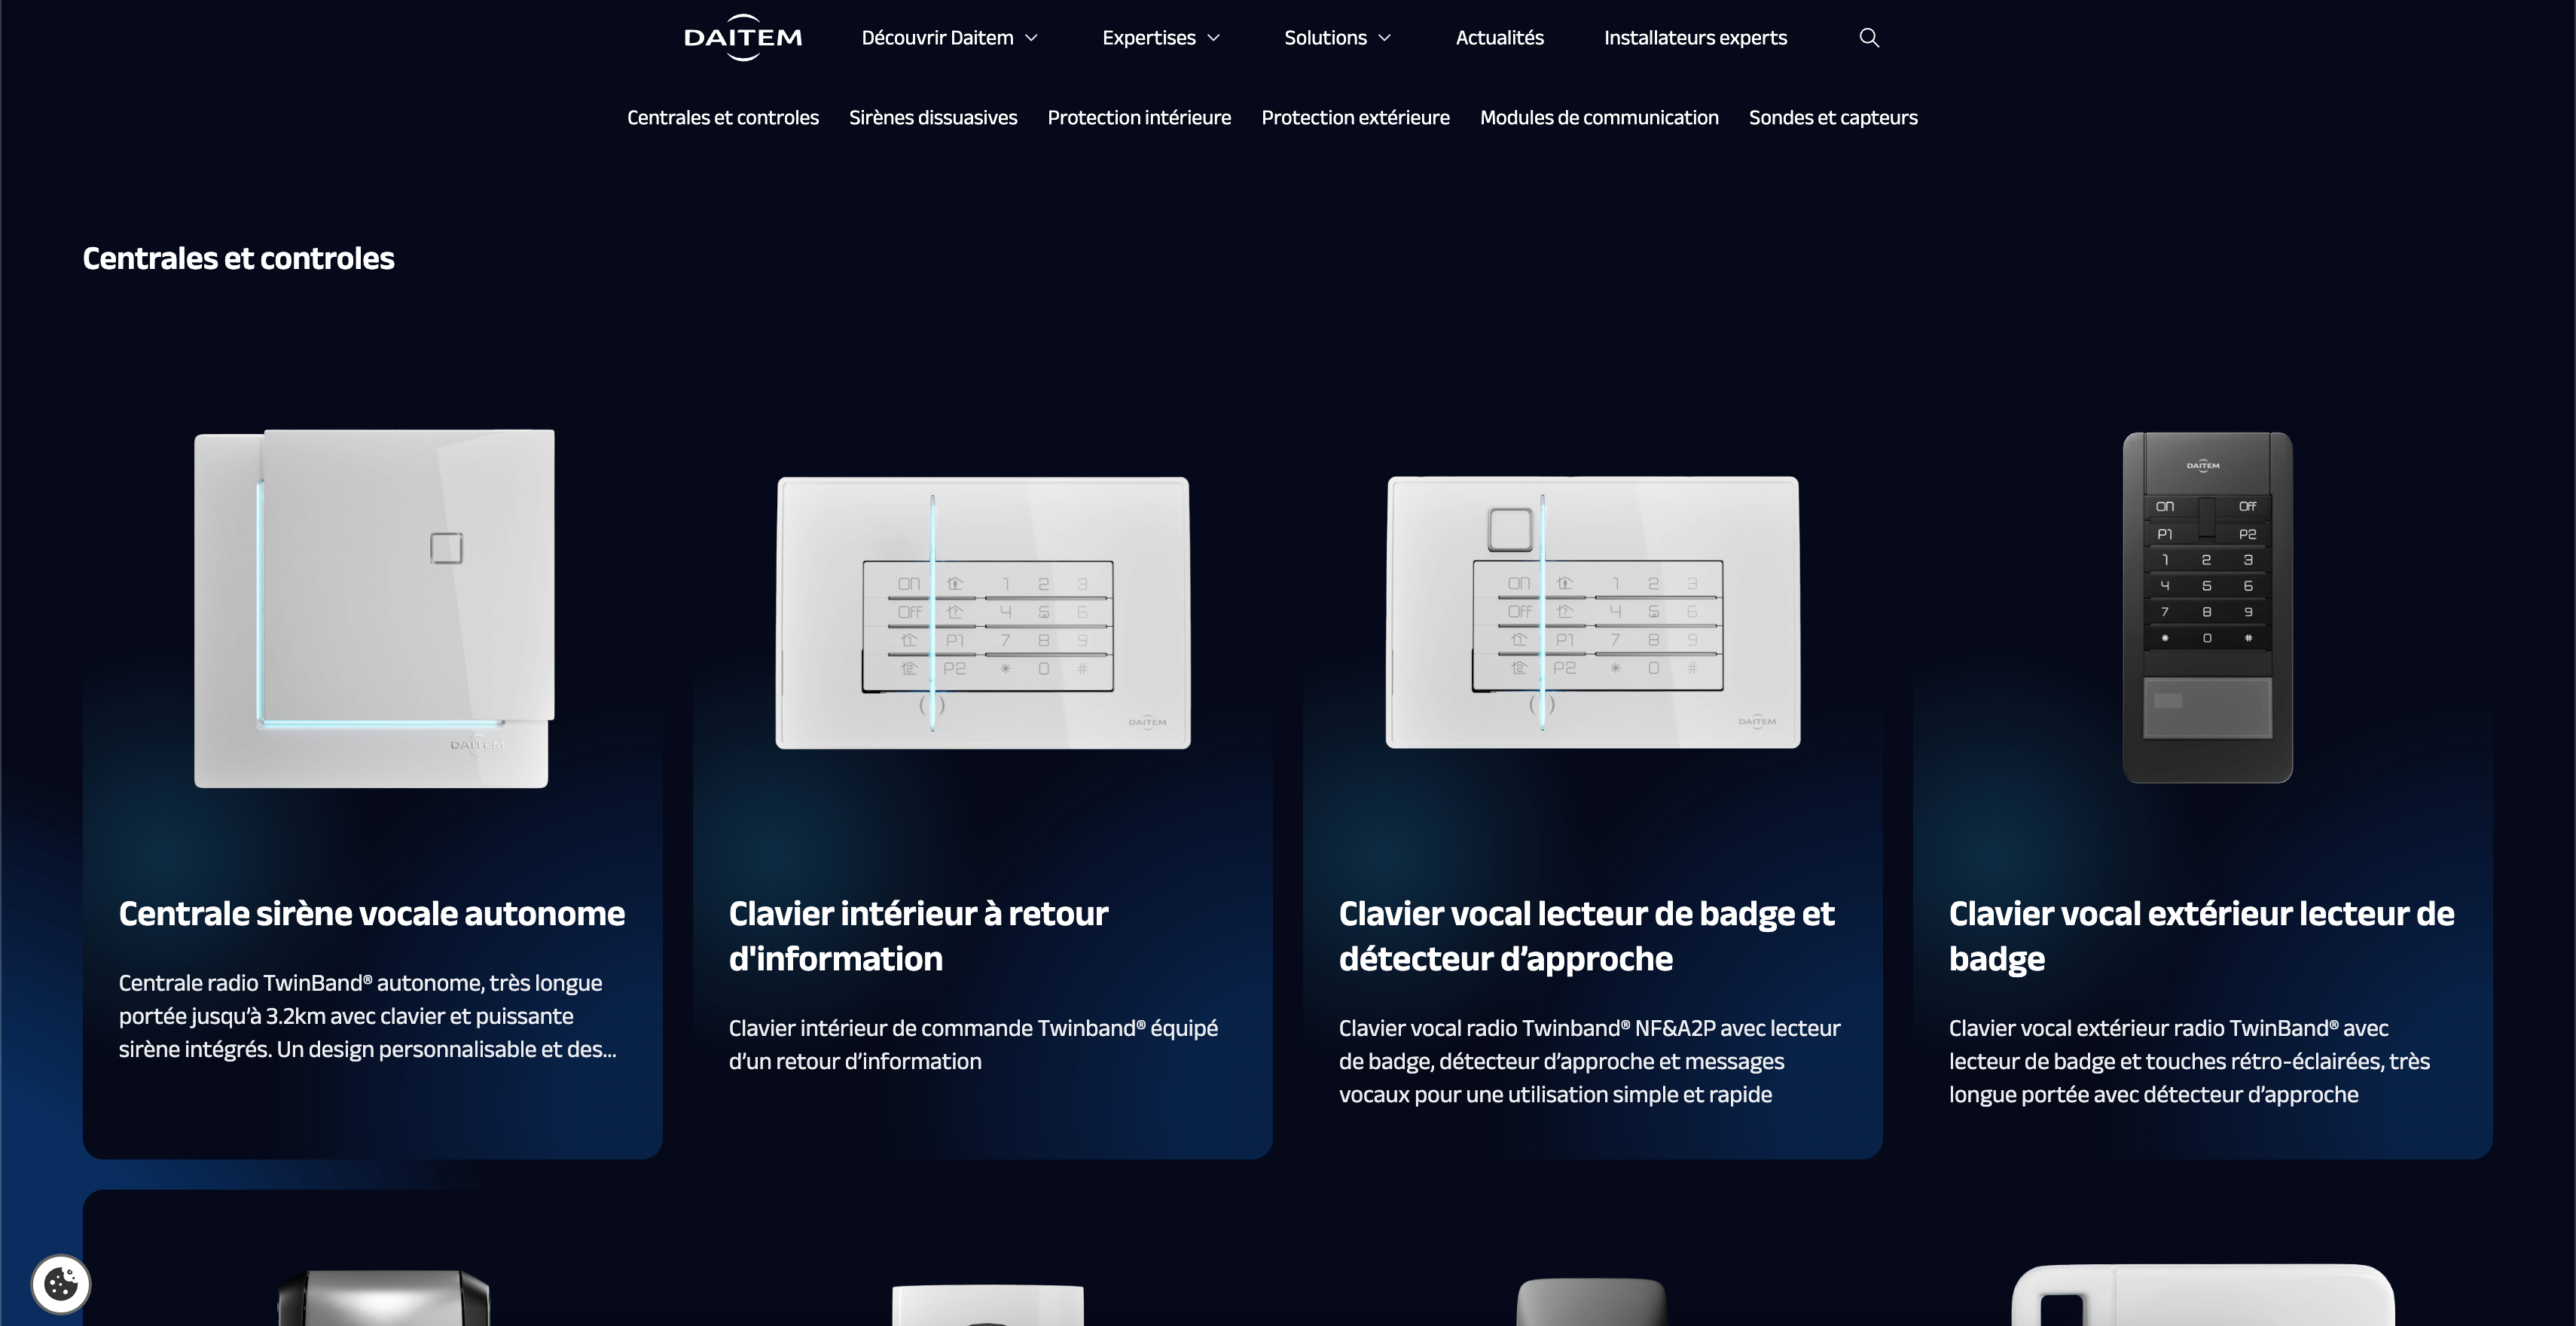 DAITEM
Découvrir Daitem
Expertises
Solutions
Actualités
Installateurs experts
Centrales et controles
Sirènes dissuasives
Protection intérieure
Protection extérieure
Modules de communication
Sondes et capteurs
Centrales et controles
DAITEM
Centrale sirène vocale autonome
Centrale radio TwinBand® autonome, très longue
portée jusqu’à 3.2km avec clavier et puissante
sirène intégrés. Un design personnalisable et des...
ON 1 2 3
OFF 4 5 6
1 P1 7 8 9
2 P2 * 0 #
DAITEM
Clavier intérieur à retour
d'information
Clavier intérieur de commande Twinband® équipé
d’un retour d’information
ON 1 2 3
OFF 4 5 6
1 P1 7 8 9
2 P2 * 0 #
DAITEM
Clavier vocal lecteur de badge et
détecteur d’approche
Clavier vocal radio Twinband® NF&A2P avec lecteur
de badge, détecteur d’approche et messages
vocaux pour une utilisation simple et rapide
DAITEM
ON OFF
P1 P2
1 2 3
4 5 6
7 8 9
* 0 #
Clavier vocal extérieur lecteur de
badge
Clavier vocal extérieur radio TwinBand® avec
lecteur de badge et touches rétro-éclairées, très
longue portée avec détecteur d’approche